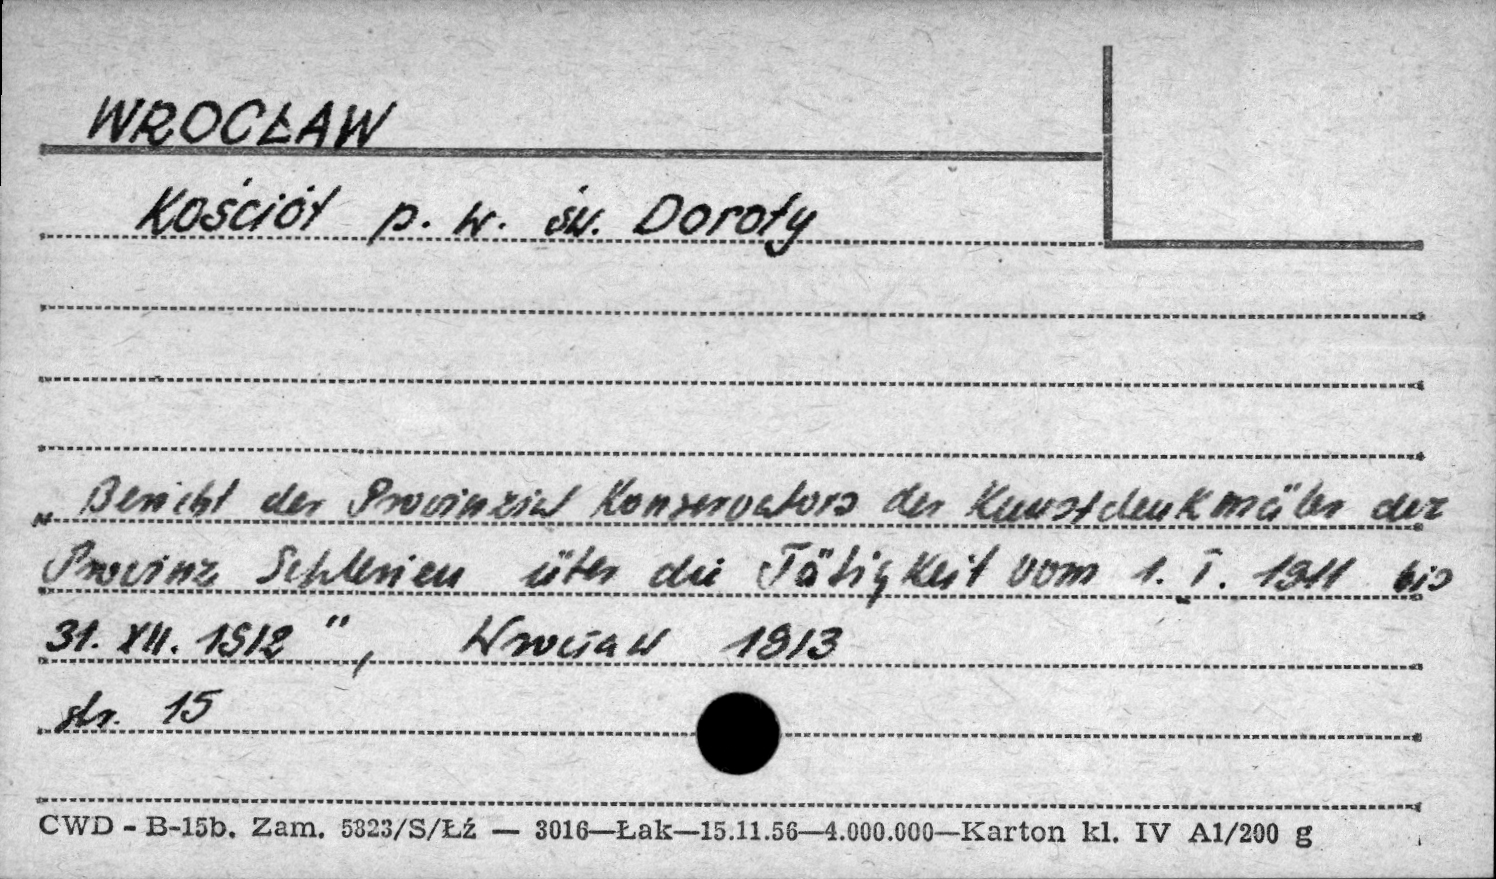 WROCŁAW
Kościół p. w. św. Doroty
„Bericht der Provinzial Konservators der Kunstdenkmäler der
Provinz Schlesien über die Tätigkeit vom 1. I. 1911 bis
31. XII. 1912", Wrocław 1913
str. 15
CWD - B-15b. Zam. 5823/S/Łź — 3016—Łak—15.11.56—4.000.000—Karton kl. IV A1/200 g